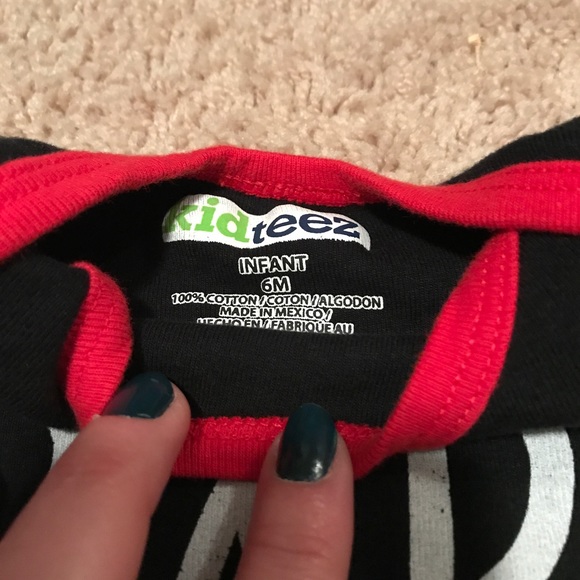 kidteez
INFANT
6M
100% COTTON / COTON / ALGODON
MADE IN MEXICO /
HECHO EN / FABRIQUE AU